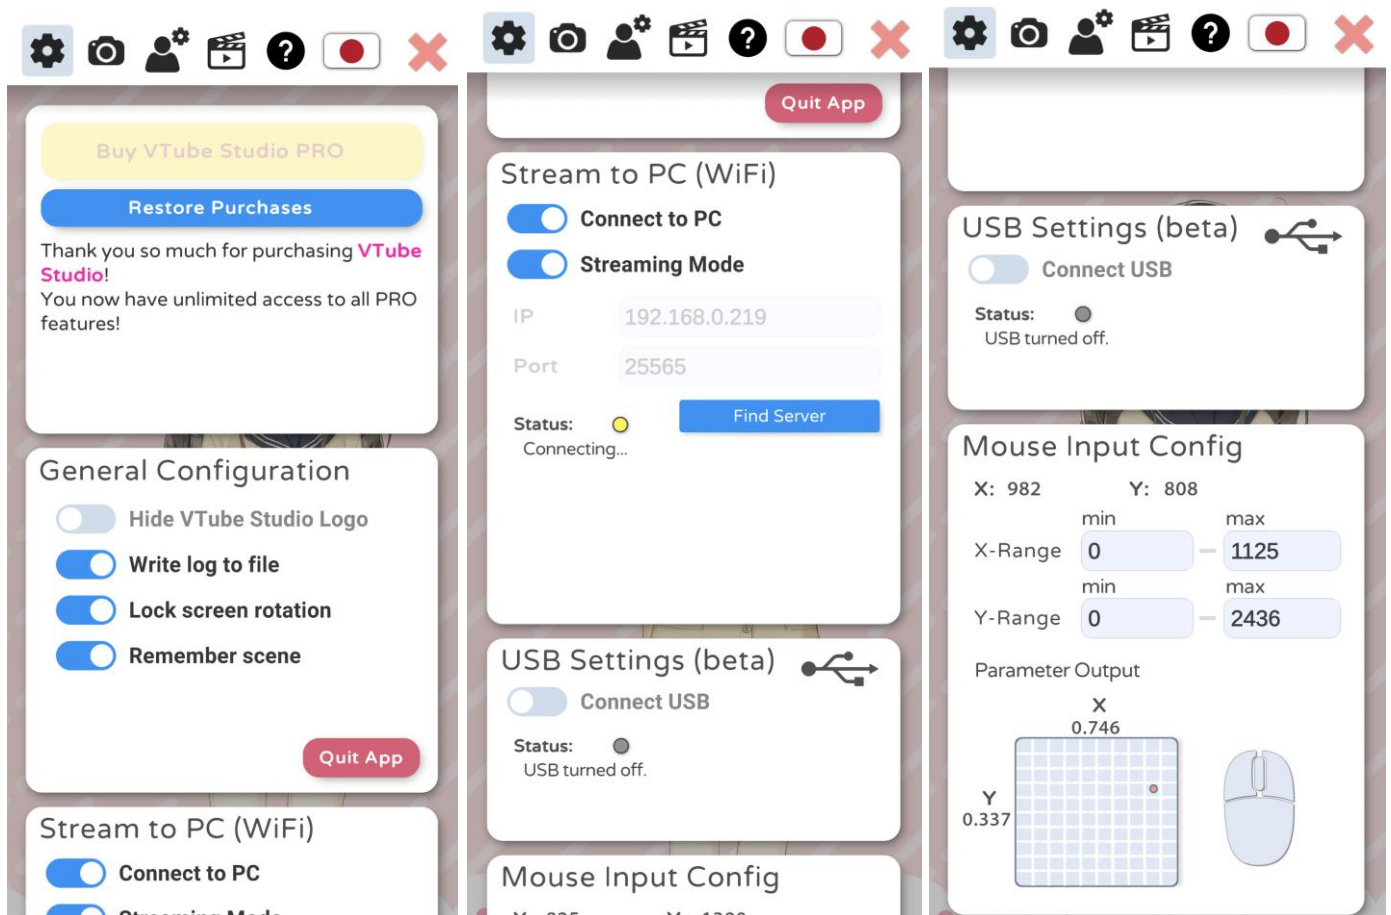 Buy VTube Studio PRO
Restore Purchases
Thank you so much for purchasing VTube
Studio!
You now have unlimited access to all PRO
features!
General Configuration
Hide VTube Studio Logo
Write log to file
Lock screen rotation
Remember scene
Quit App
Stream to PC (WiFi)
Connect to PC
Streaming Mode
Quit App
Stream to PC (WiFi)
Connect to PC
Streaming Mode
IP 192.168.0.219
Port 25565
Status: Find Server
Connecting...
USB Settings (beta)
Connect USB
Status:
USB turned off.
Mouse Input Config
USB Settings (beta)
Connect USB
Status:
USB turned off.
Mouse Input Config
X: 982 Y: 808
min max
X-Range 0 – 1125
min max
Y-Range 0 – 2436
Parameter Output
X
0.746
Y
0.337